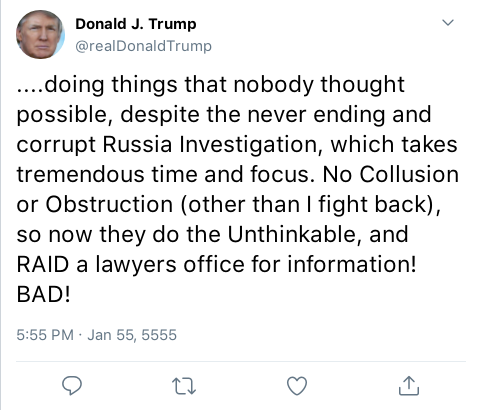 Donald J. Trump
@realDonaldTrump
....doing things that nobody thought
possible, despite the never ending and
corrupt Russia Investigation, which takes
tremendous time and focus. No Collusion
or Obstruction (other than I fight back),
so now they do the Unthinkable, and
RAID a lawyers office for information!
BAD!
5:55 PM · Jan 55, 5555